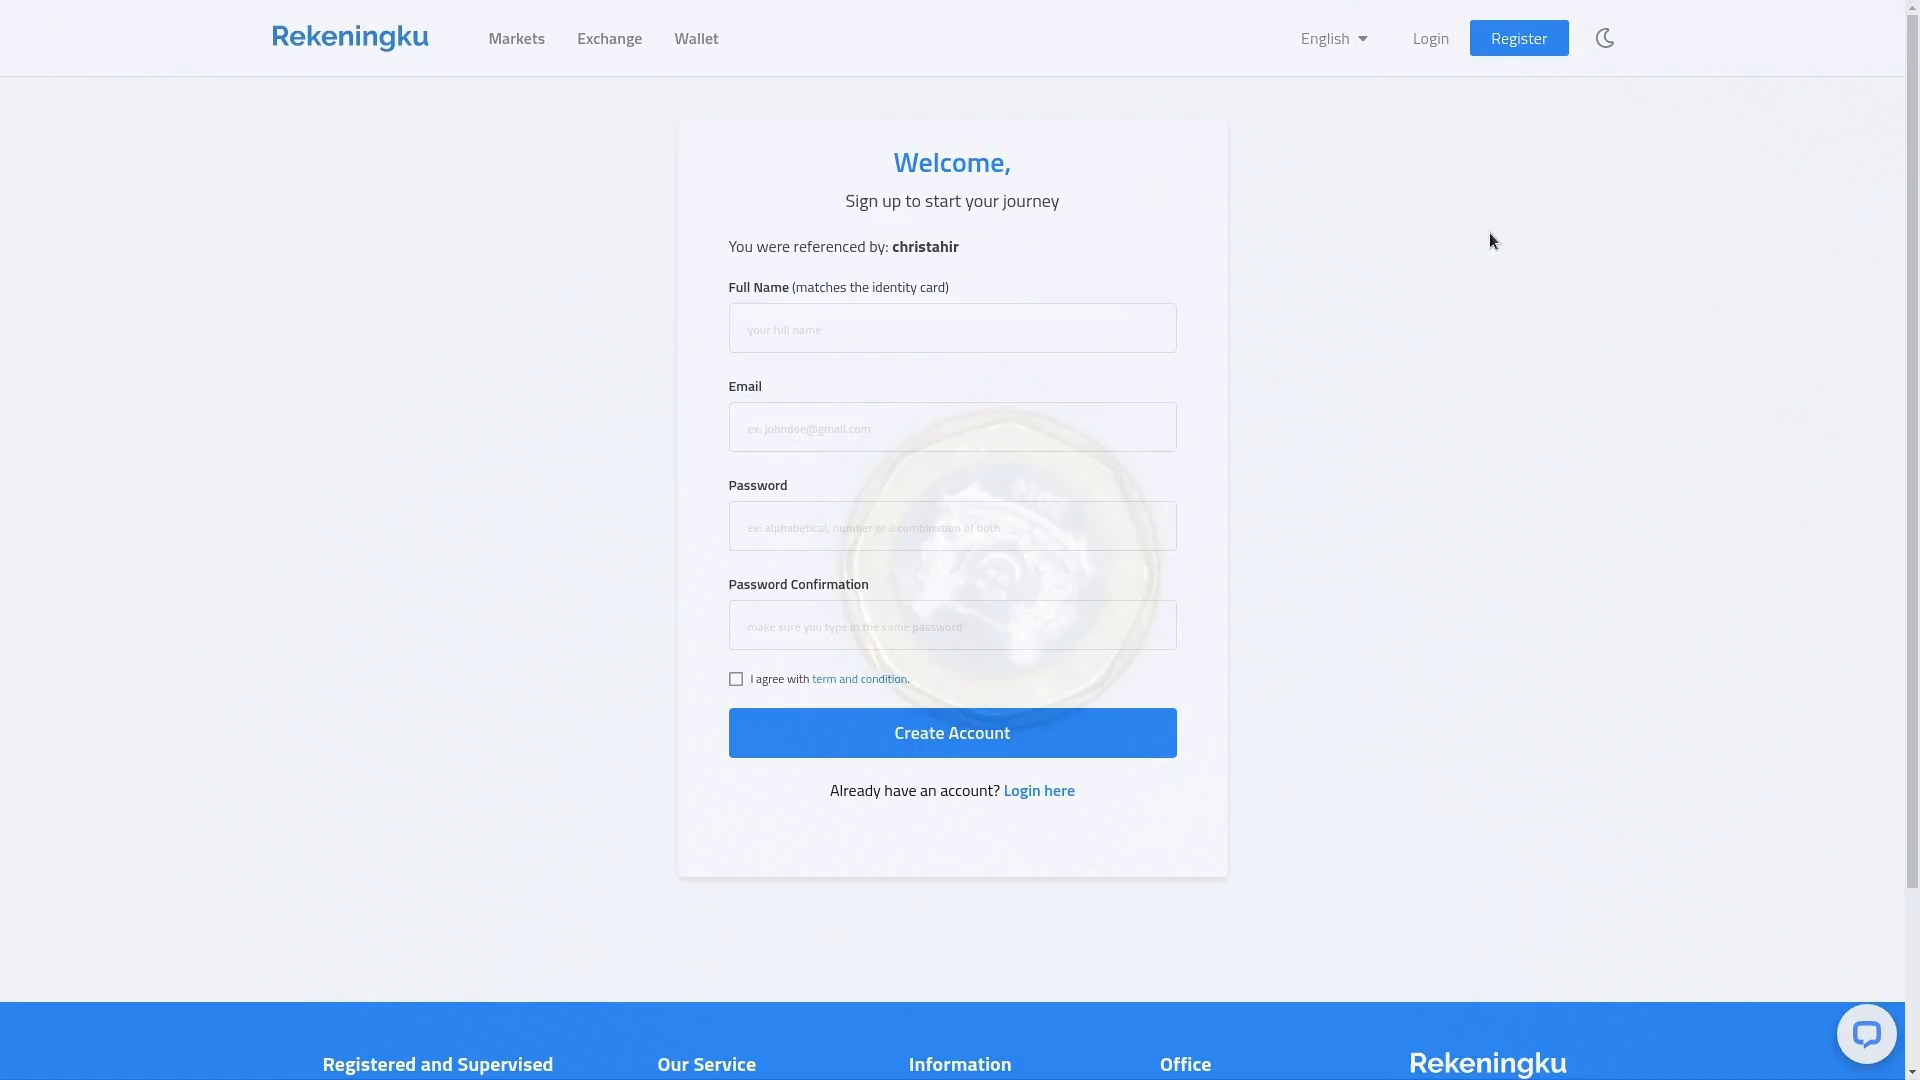 Rekeningku
Markets
Exchange
Wallet
English
Login
Register
Welcome,
Sign up to start your journey
You were referenced by: christahir
Full Name (matches the identity card)
your full name
Email
ex: johndoe@gmail.com
Password
ex: alphabetical, number or a combination of both
Password Confirmation
make sure you type in the same password
I agree with term and condition.
Create Account
Already have an account? Login here
Registered and Supervised
Our Service
Information
Office
Rekeningku